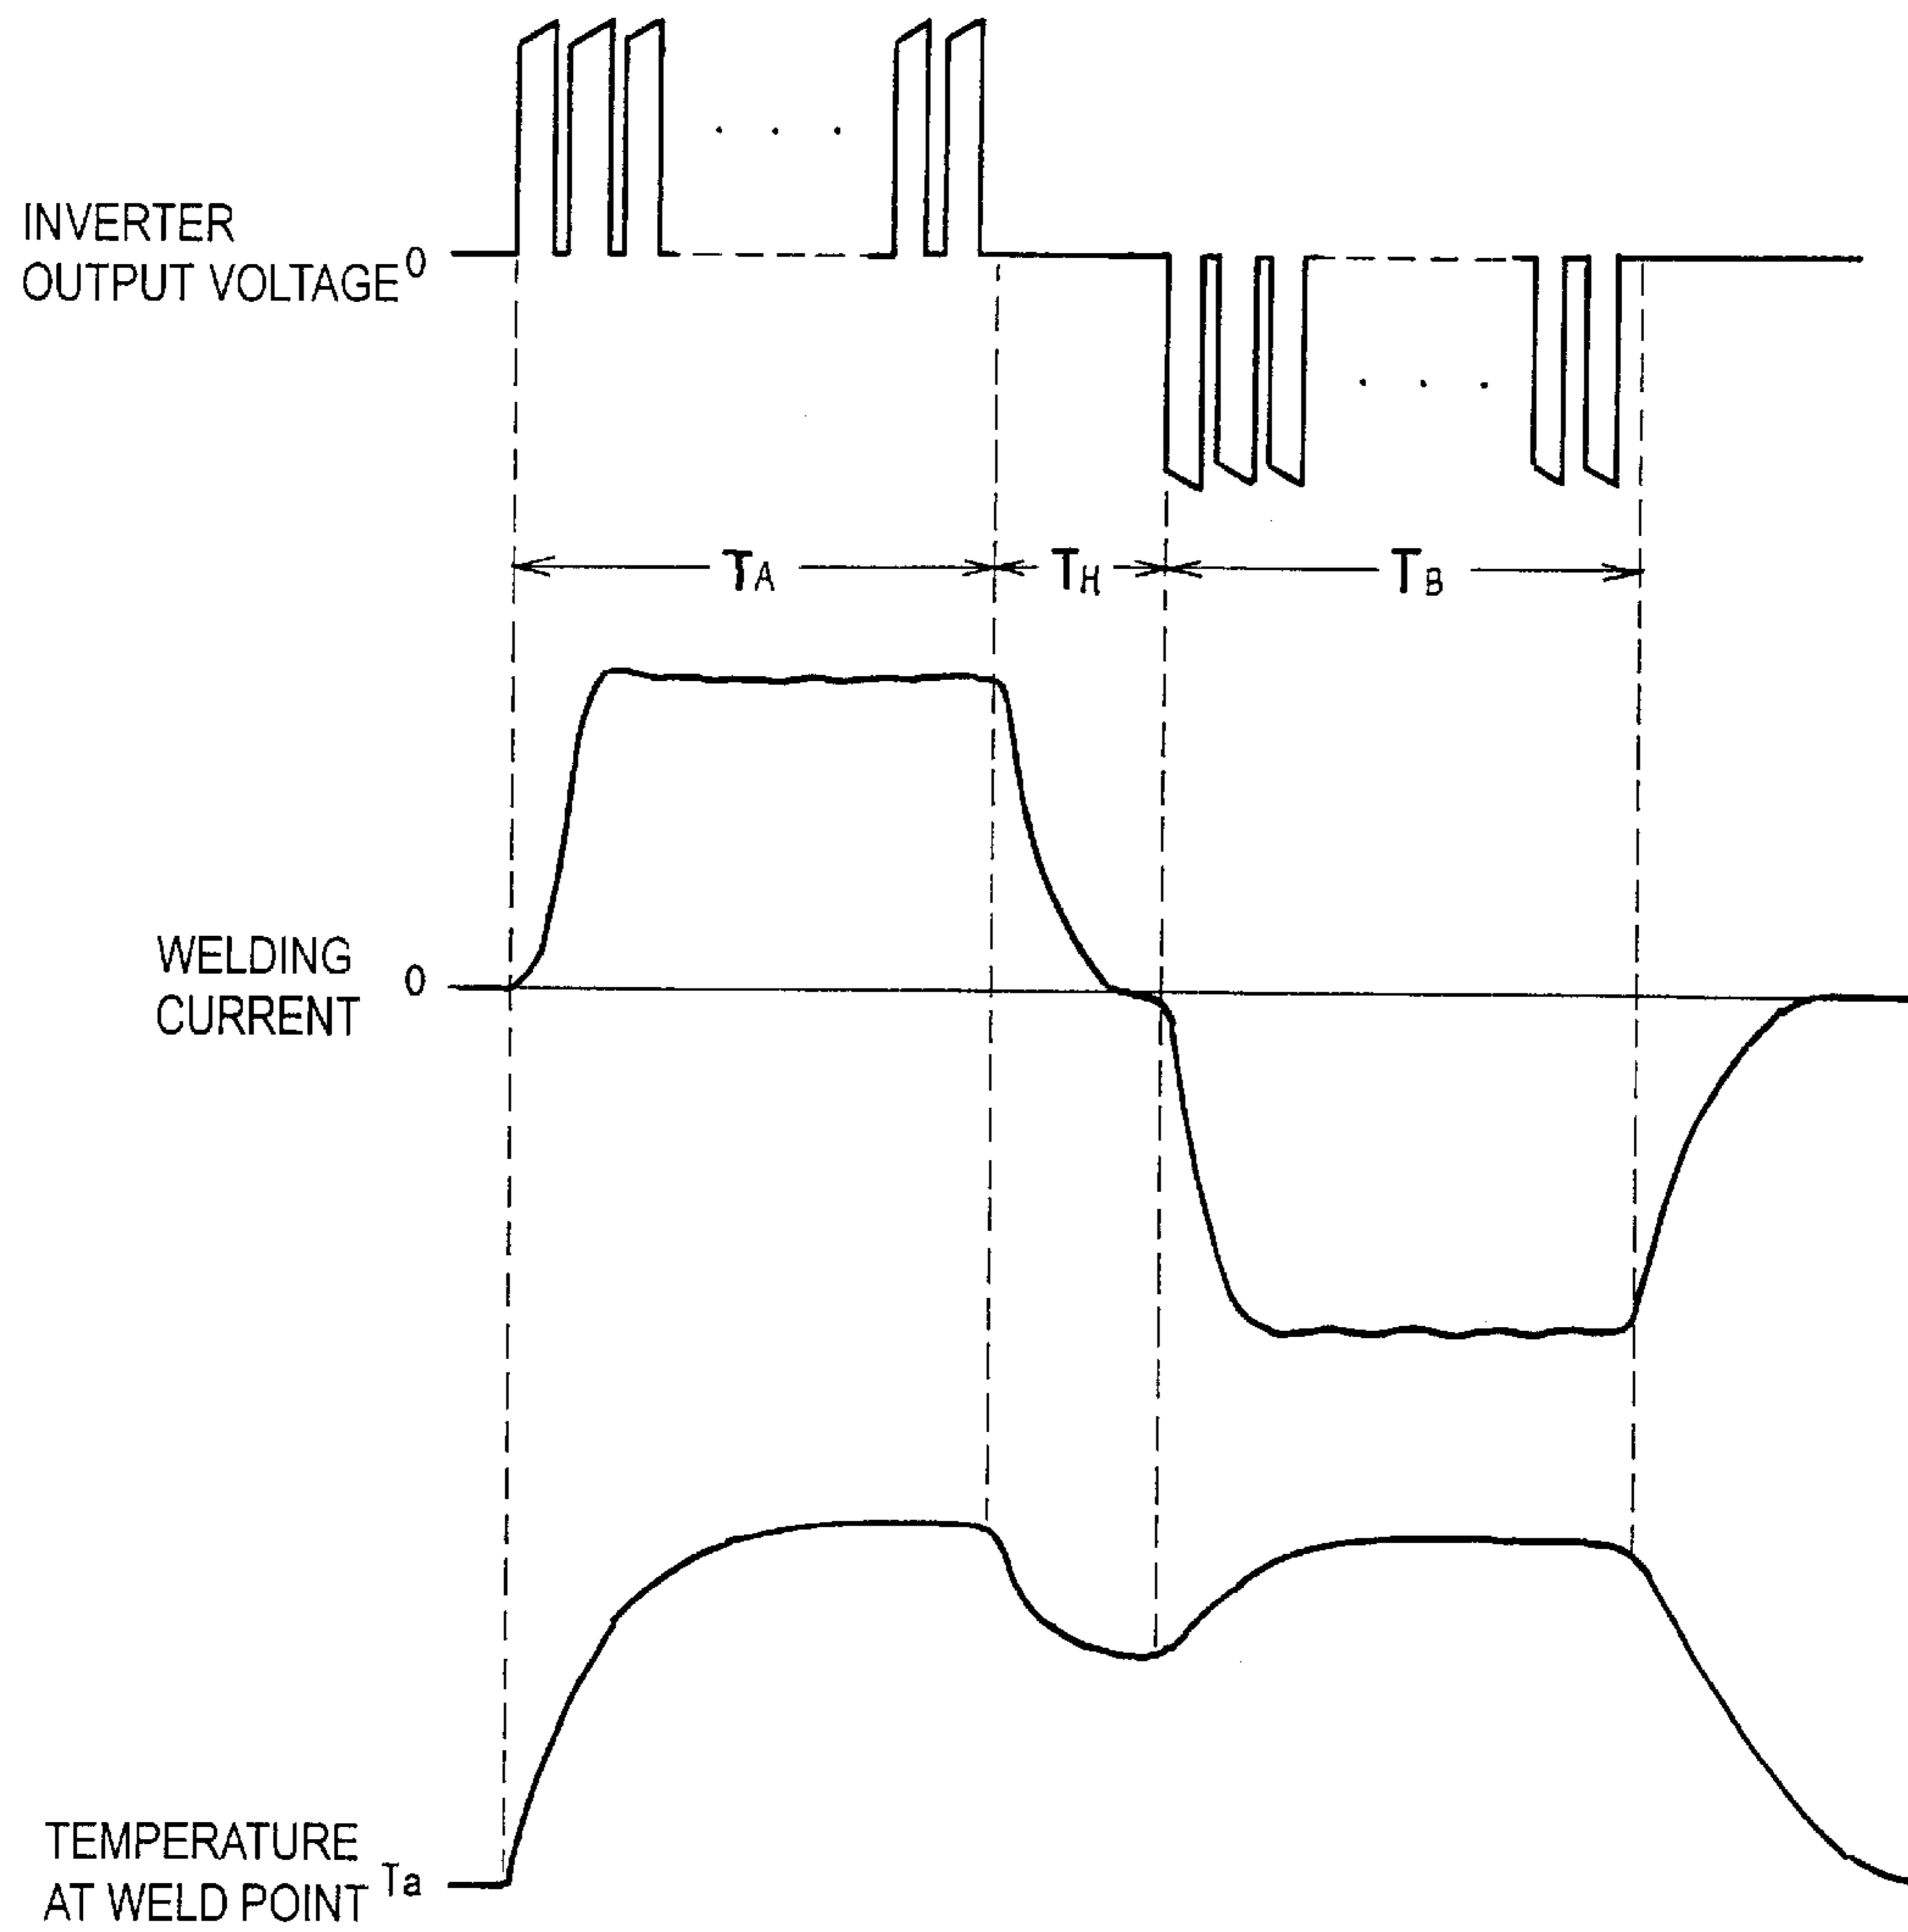 INVERTER
OUTPUT VOLTAGE 0
TA TH TB
WELDING
CURRENT 0
TEMPERATURE
AT WELD POINT Ta